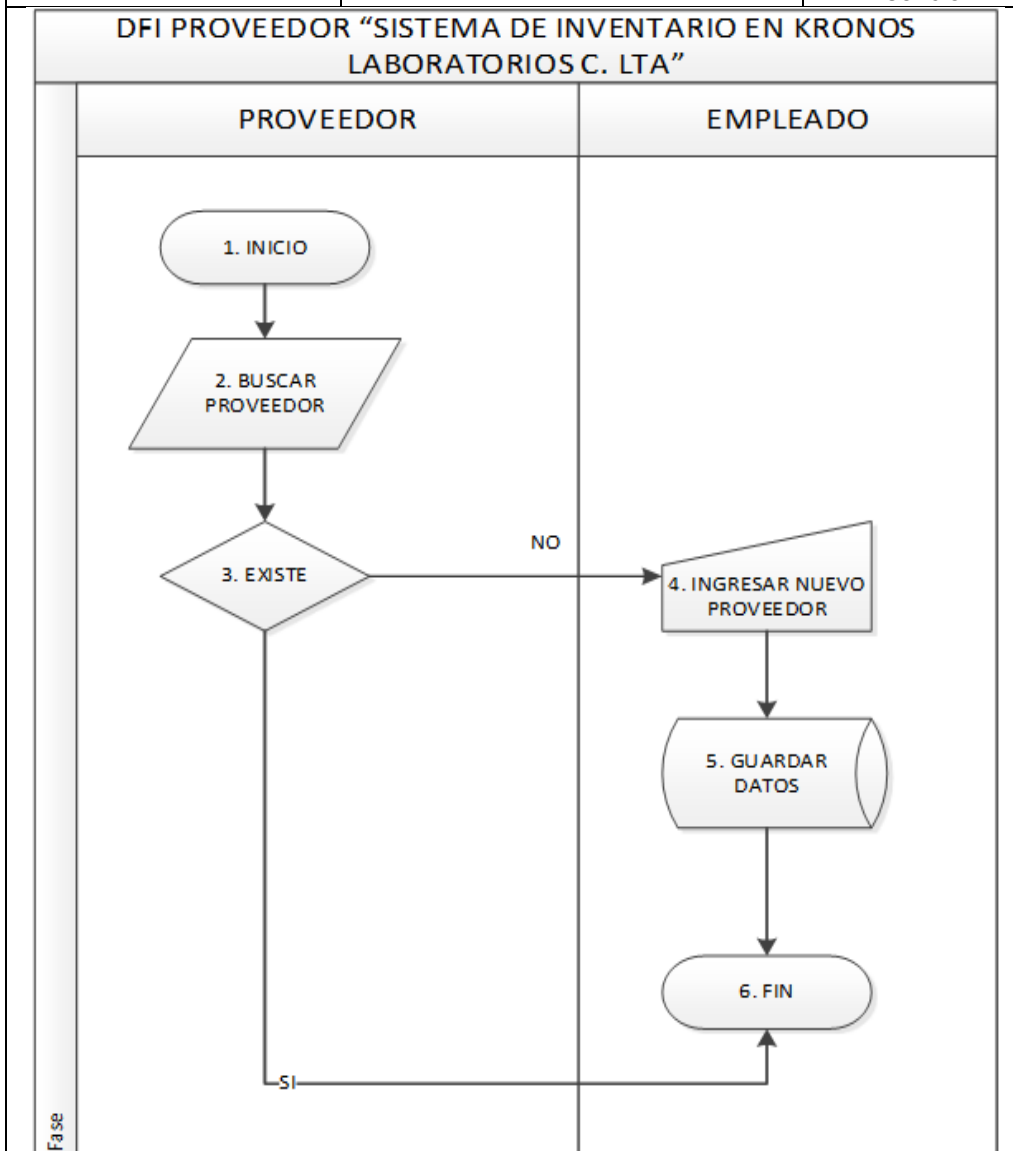 DFI PROVEEDOR “SISTEMA DE INVENTARIO EN KRONOS
LABORATORIOS C. LTA”
PROVEEDOR
EMPLEADO
1. INICIO
2. BUSCAR
PROVEEDOR
3. EXISTE
NO
4. INGRESAR NUEVO
PROVEEDOR
5. GUARDAR
DATOS
6. FIN
SI
Fase